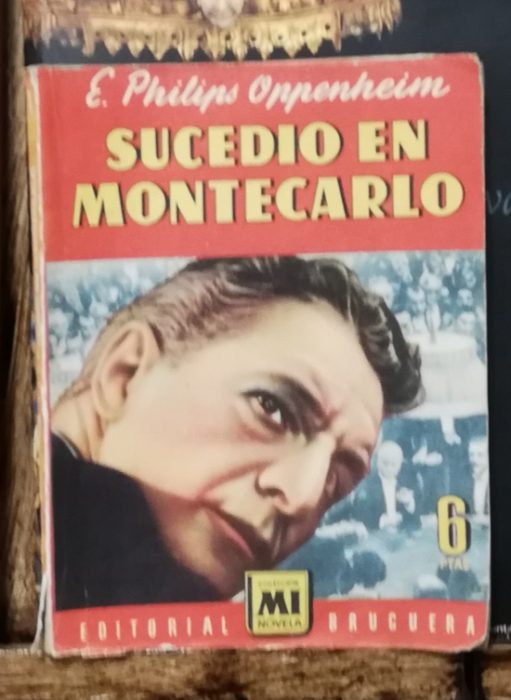 E. Philips Oppenheim
SUCEDIO EN
MONTECARLO
6
PTAS
COLECCION
MI
NOVELA
EDITORIAL BRUGUERA